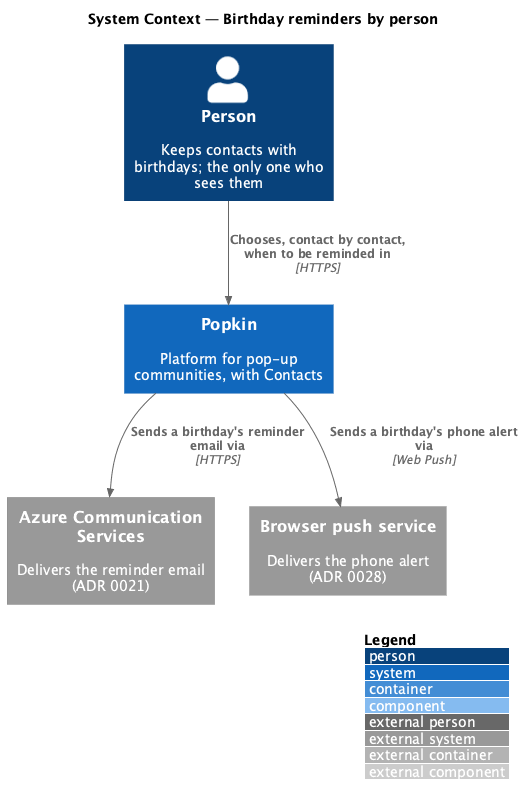 System Context — Birthday reminders by person
Person
Keeps contacts with
birthdays; the only one who
sees them
Chooses, contact by contact,
when to be reminded in
[HTTPS]
Popkin
Platform for pop-up
communities, with Contacts
Sends a birthday's reminder
email via
[HTTPS]
Sends a birthday's phone alert
via
[Web Push]
Azure Communication
Services
Delivers the reminder email
(ADR 0021)
Browser push service
Delivers the phone alert
(ADR 0028)
Legend
person
system
container
component
external person
external system
external container
external component